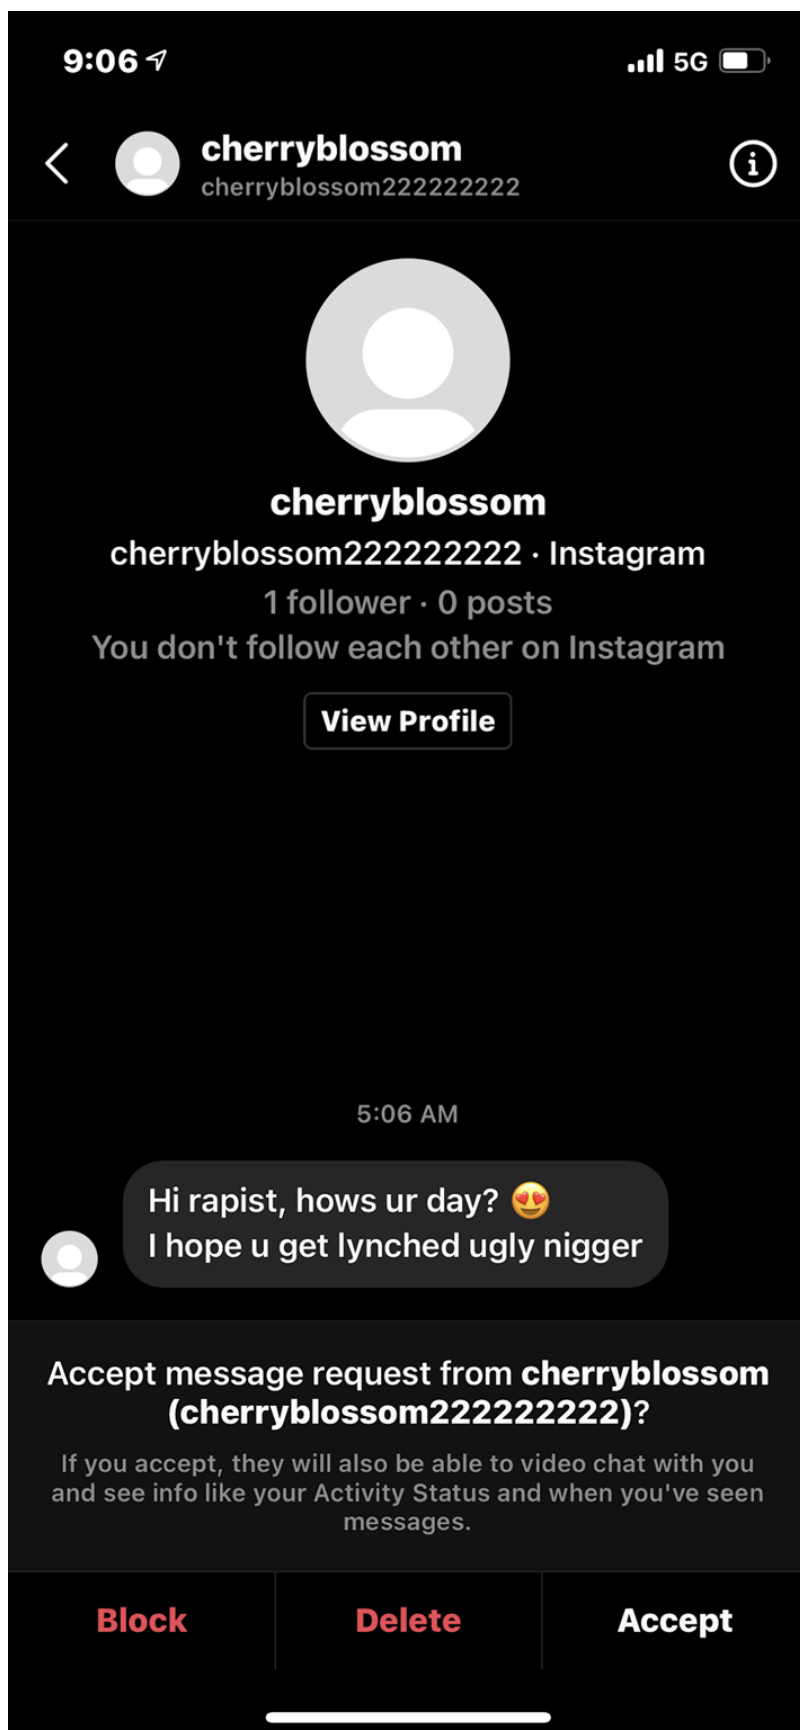 9:06
5G
cherryblossom
cherryblossom222222222
cherryblossom
cherryblossom222222222 · Instagram
1 follower · 0 posts
You don't follow each other on Instagram
View Profile
5:06 AM
Hi rapist, hows ur day? 😍
I hope u get lynched ugly nigger
Accept message request from cherryblossom
(cherryblossom222222222)?
If you accept, they will also be able to video chat with you
and see info like your Activity Status and when you've seen
messages.
Block
Delete
Accept